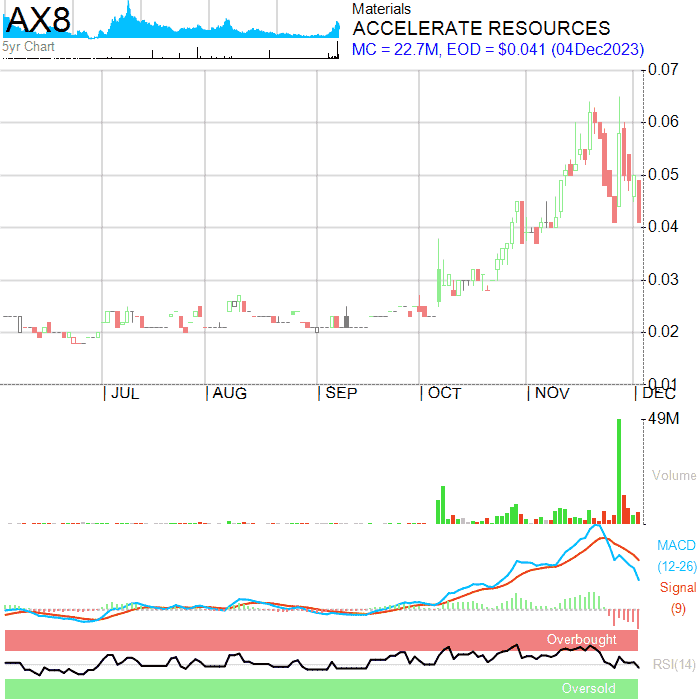 AX8
5yr Chart
Materials
ACCELERATE RESOURCES
MC = 22.7M, EOD = $0.041 (04Dec2023)
0.07
0.06
0.05
0.04
0.03
0.02
0.01
JUL AUG SEP OCT NOV DEC
49M
Volume
MACD
(12-26)
Signal
(9)
Overbought
RSI(14)
Oversold